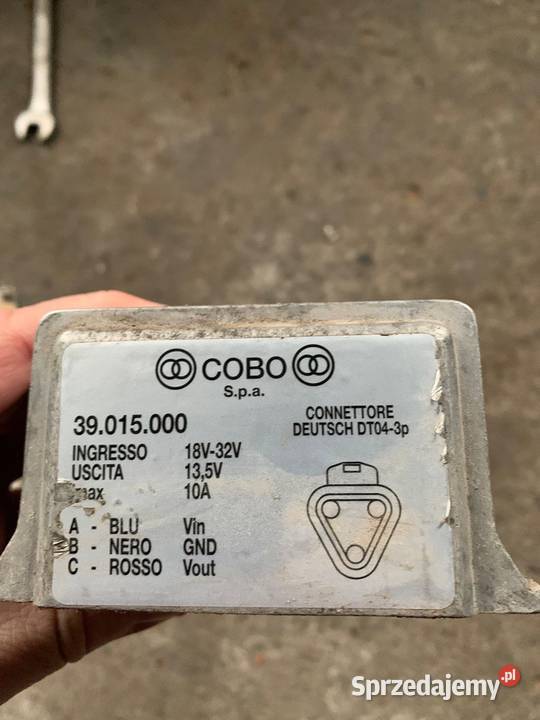 COBO
S.p.a.
39.015.000
CONNETTORE
DEUTSCH DT04-3p
INGRESSO 18V-32V
USCITA 13,5V
max 10A
A - BLU Vin
B - NERO GND
C - ROSSO Vout
Sprzedajemy.pl